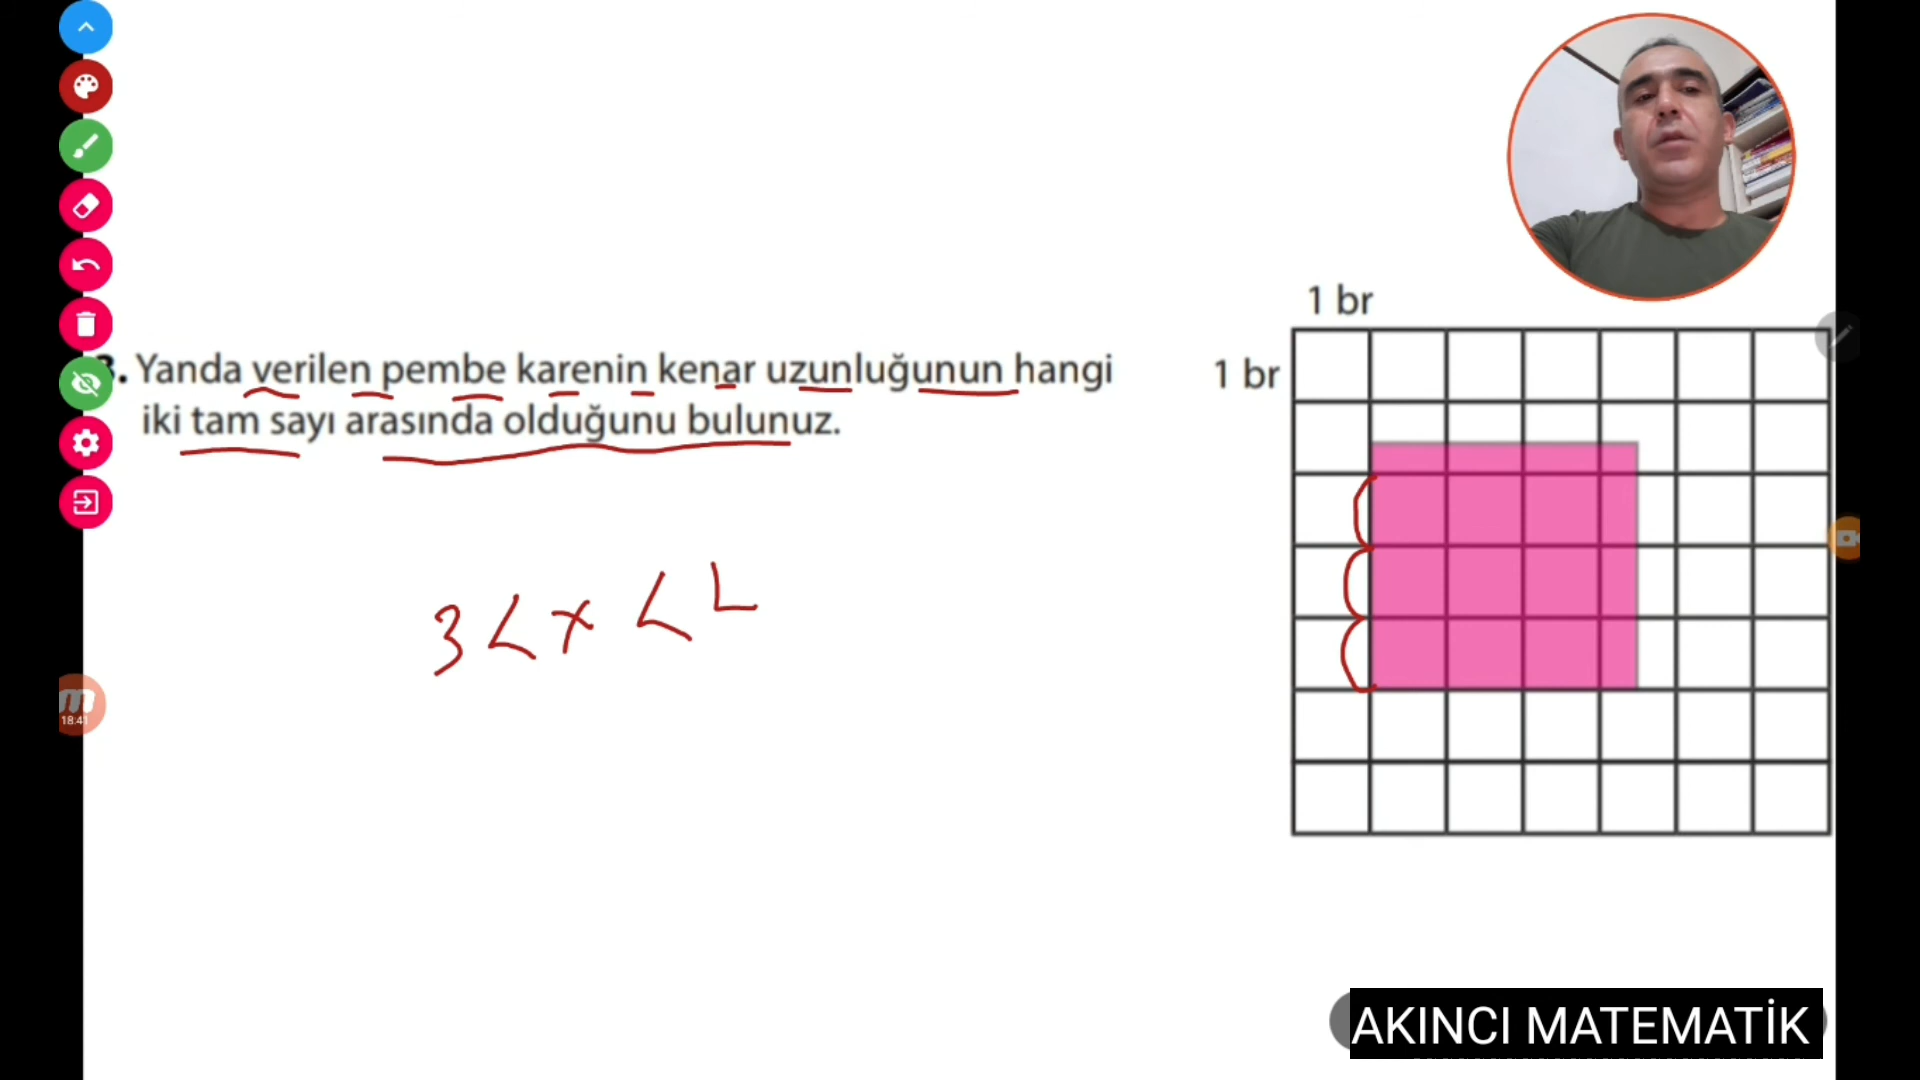 1 br
3. Yanda verilen pembe karenin kenar uzunluğunun hangi
1 br
iki tam sayı arasında olduğunu bulunuz.
3 < x <
m
18:41
AKINCI MATEMATİK